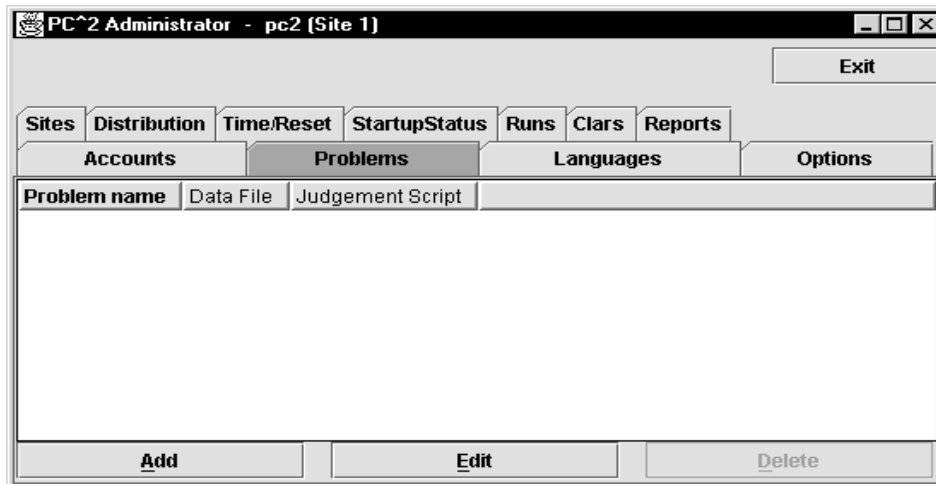 PC^2 Administrator - pc2 (Site 1)
Exit
Sites Distribution Time/Reset StartupStatus Runs Clars Reports
Accounts Problems Languages Options
Problem name Data File Judgement Script
Add Edit Delete